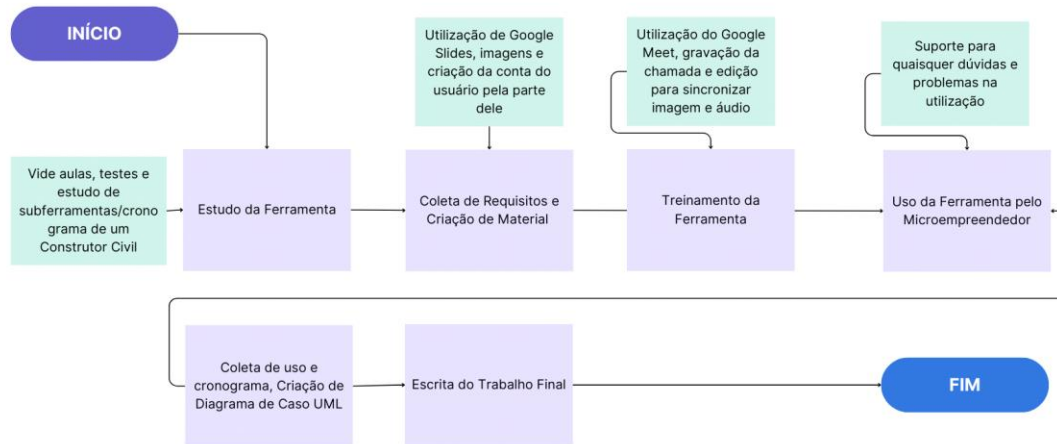 INÍCIO
Utilização de Google
Slides, imagens e
criação da conta do
usuário pela parte
dele
Utilização do Google
Meet, gravação da
chamada e edição
para sincronizar
imagem e áudio
Suporte para
quaisquer dúvidas e
problemas na
utilização
Vide aulas, testes e
estudo de
subferramentas/crono
grama de um
Construtor Civil
Estudo da Ferramenta
Coleta de Requisitos e
Criação de Material
Treinamento da
Ferramenta
Uso da Ferramenta pelo
Microempreendedor
Coleta de uso e
cronograma, Criação de
Diagrama de Caso UML
Escrita do Trabalho Final
FIM